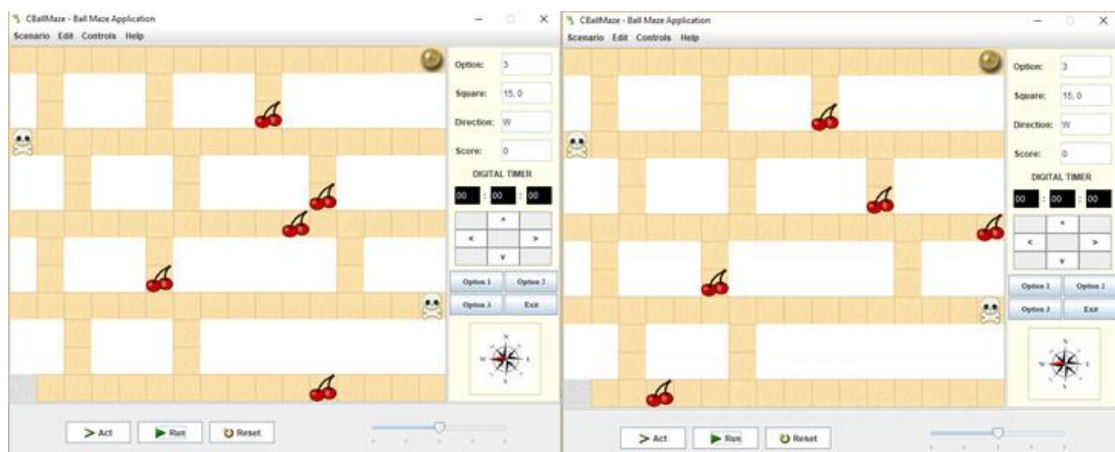 CBallMaze - Ball Maze Application
Scenario Edit Controls Help
Option: 3
Square: 15, 0
Direction: W
Score: 0
DIGITAL TIMER
00 : 00 : 00
^
< >
v
Option 1 Option 2
Option 3 Exit
N
W E
S
> Act Run Reset
CBallMaze - Ball Maze Application
Scenario Edit Controls Help
Option: 3
Square: 15, 0
Direction: W
Score: 0
DIGITAL TIMER
00 : 00 : 00
^
< >
v
Option 1 Option 2
Option 3 Exit
N
W E
S
> Act Run Reset